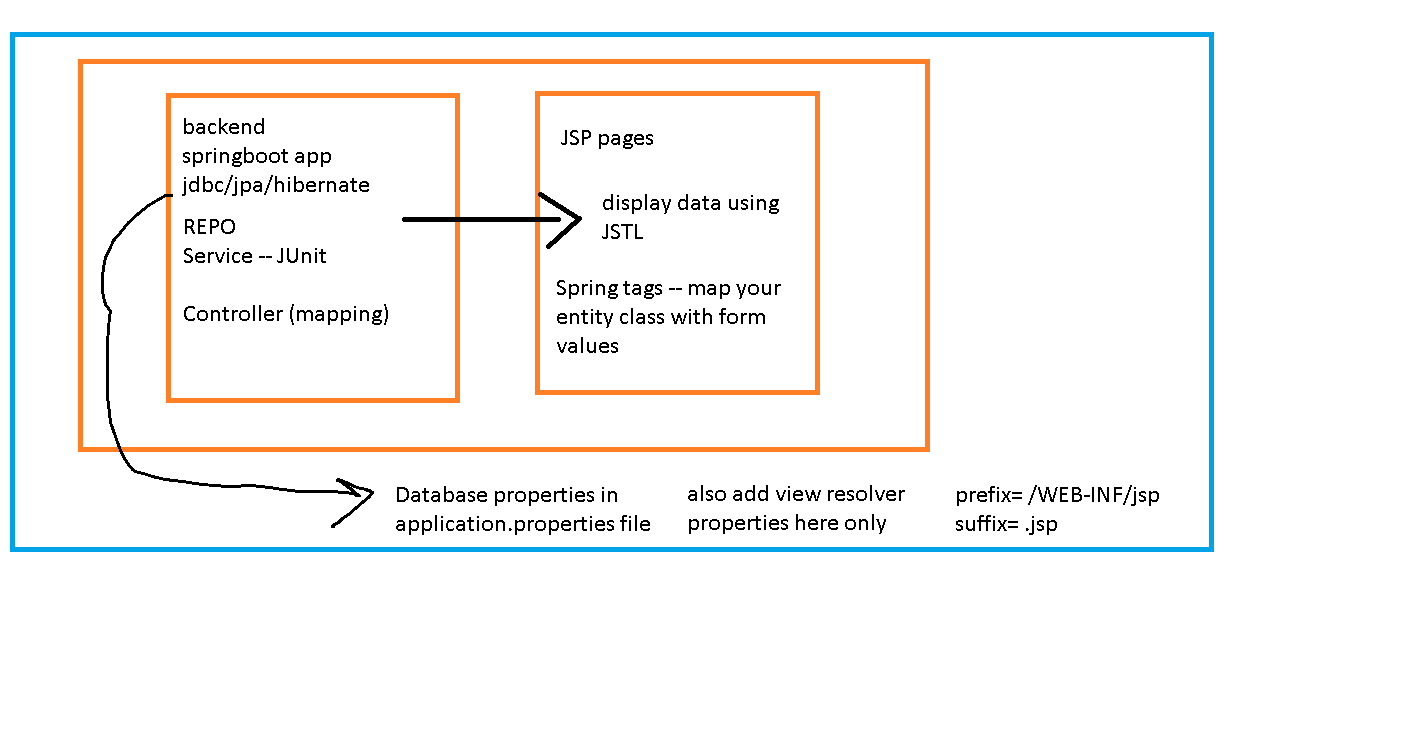 backend
springboot app
jdbc/jpa/hibernate
REPO
Service -- JUnit
Controller (mapping)
JSP pages
display data using
JSTL
Spring tags -- map your
entity class with form
values
Database properties in
application.properties file
also add view resolver
properties here only
prefix= /WEB-INF/jsp
suffix= .jsp